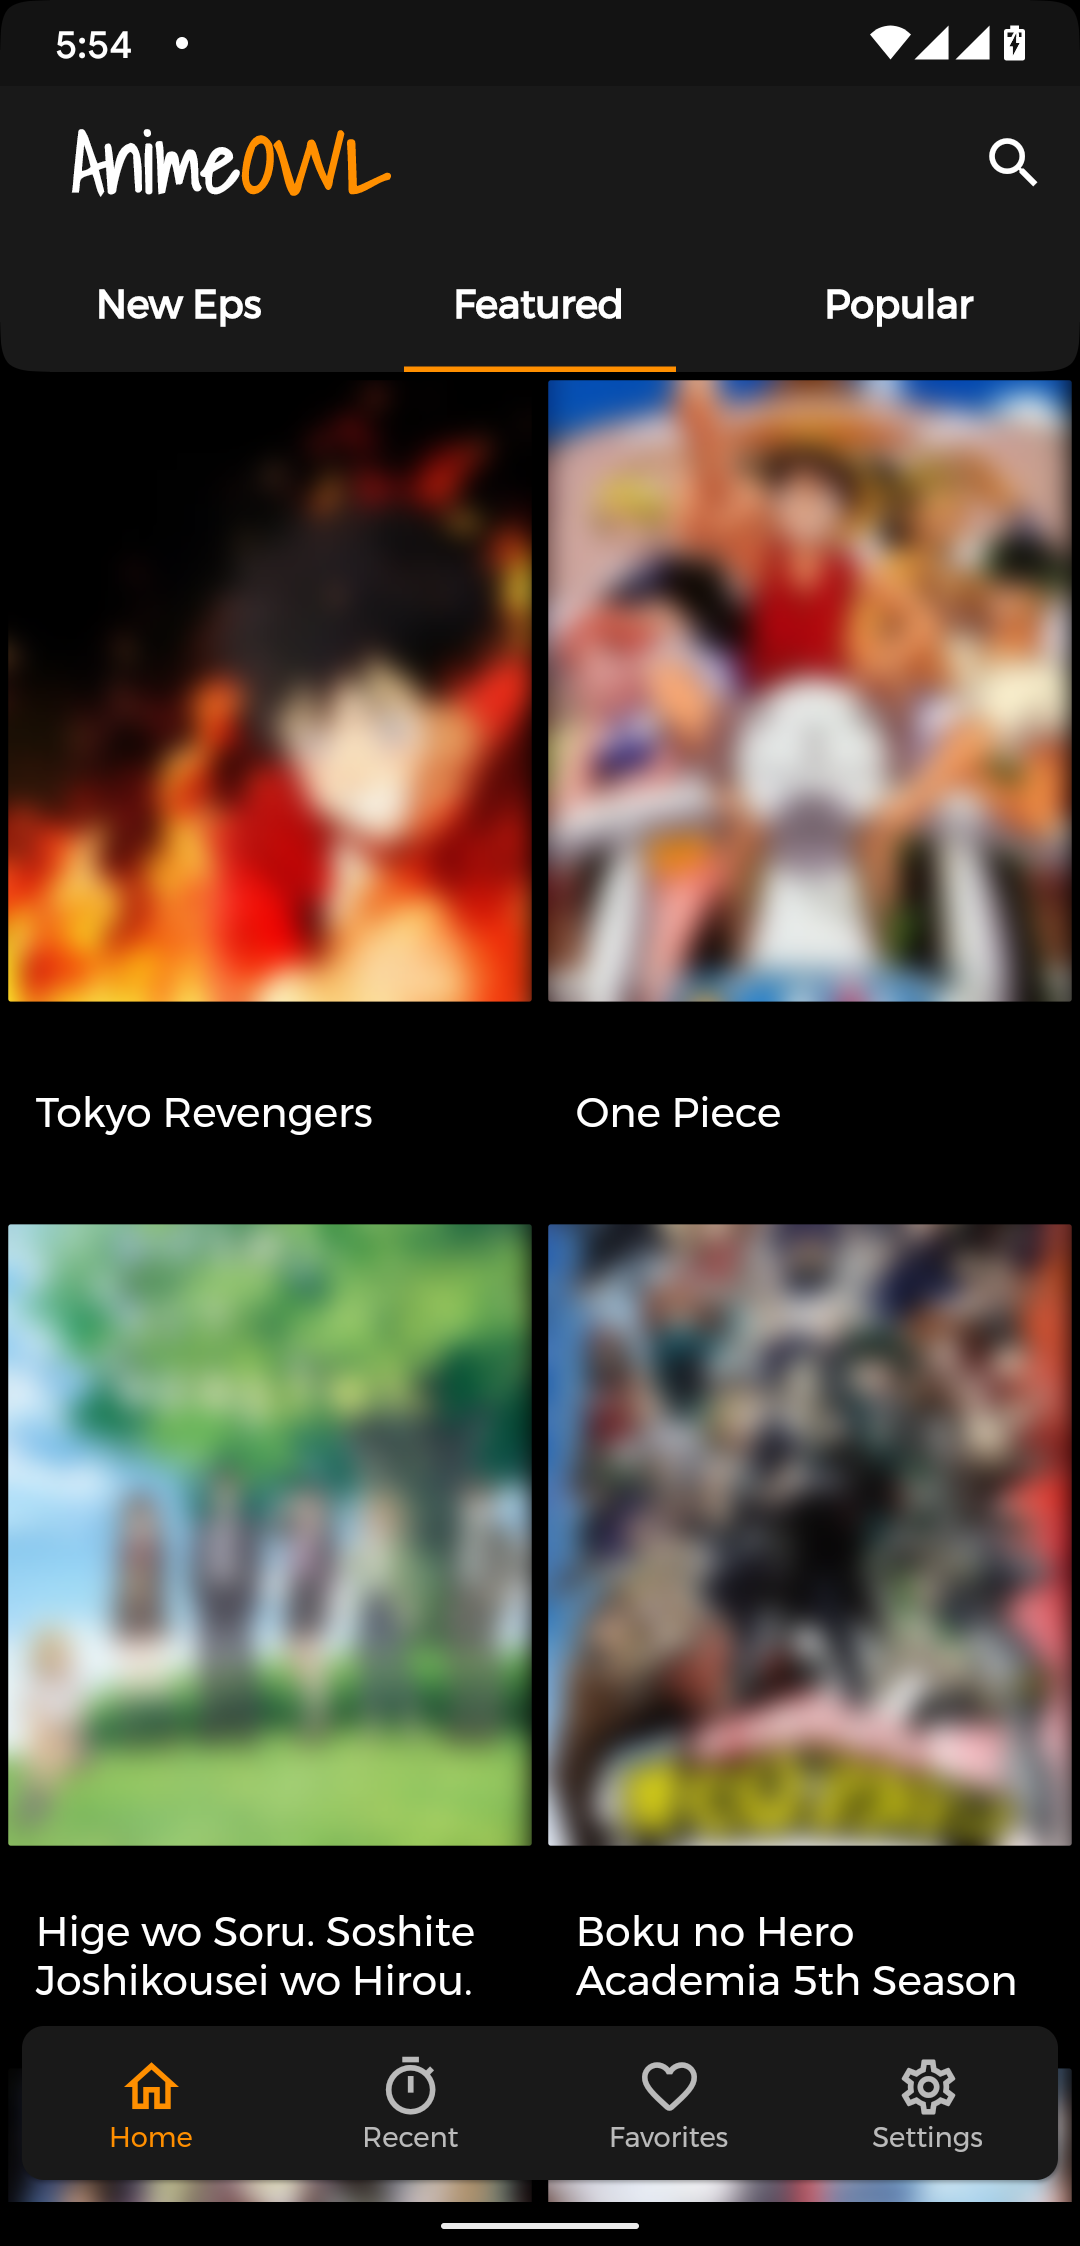 5:54
AnimeOWL
New Eps
Featured
Popular
Tokyo Revengers
One Piece
Hige wo Soru. Soshite
Joshikousei wo Hirou.
Boku no Hero
Academia 5th Season
Home
Recent
Favorites
Settings